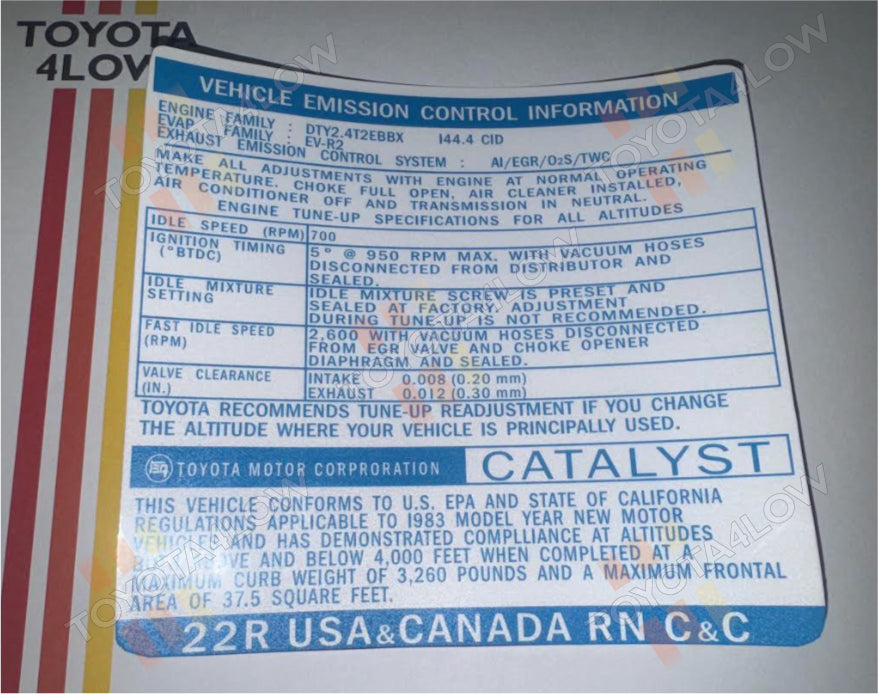 TOYOTA
4LOW
VEHICLE EMISSION CONTROL INFORMATION
ENGINE FAMILY : DTY2.4T2EBBX 144.4 CID
EVAP FAMILY : EV-R2
EXHAUST EMISSION CONTROL SYSTEM : AI/EGR/O2S/TWC
MAKE ALL ADJUSTMENTS WITH ENGINE AT NORMAL OPERATING
TEMPERATURE. CHOKE FULL OPEN, AIR CLEANER INSTALLED,
AIR CONDITIONER OFF AND TRANSMISSION IN NEUTRAL.
ENGINE TUNE-UP SPECIFICATIONS FOR ALL ALTITUDES
IDLE SPEED (RPM) 700
IGNITION TIMING 5° @ 950 RPM MAX. WITH VACUUM HOSES
(°BTDC) DISCONNECTED FROM DISTRIBUTOR AND
SEALED.
IDLE MIXTURE IDLE MIXTURE SCREW IS PRESET AND
SETTING SEALED AT FACTORY. ADJUSTMENT
DURING TUNE-UP IS NOT RECOMMENDED.
FAST IDLE SPEED 2,600 WITH VACUUM HOSES DISCONNECTED
(RPM) FROM EGR VALVE AND CHOKE OPENER
DIAPHRAGM AND SEALED.
VALVE CLEARANCE INTAKE 0.008 (0.20 mm)
(IN.) EXHAUST 0.012 (0.30 mm)
TOYOTA RECOMMENDS TUNE-UP READJUSTMENT IF YOU CHANGE
THE ALTITUDE WHERE YOUR VEHICLE IS PRINCIPALLY USED.
TOYOTA MOTOR CORPRORATION CATALYST
THIS VEHICLE CONFORMS TO U.S. EPA AND STATE OF CALIFORNIA
REGULATIONS APPLICABLE TO 1983 MODEL YEAR NEW MOTOR
VEHICLES AND HAS DEMONSTRATED COMPLLIANCE AT ALTITUDES
ABOVE AND BELOW 4,000 FEET WHEN COMPLETED AT A
MAXIMUM CURB WEIGHT OF 3,260 POUNDS AND A MAXIMUM FRONTAL
AREA OF 37.5 SQUARE FEET.
22R USA&CANADA RN C&C
TOYOTA4LOW
TOYOTA4LOW
TOYOTA4LOW
TOYOTA4LOW
TOYOTA4LOW
TOYOTA4LOW
TOYOTA4LOW